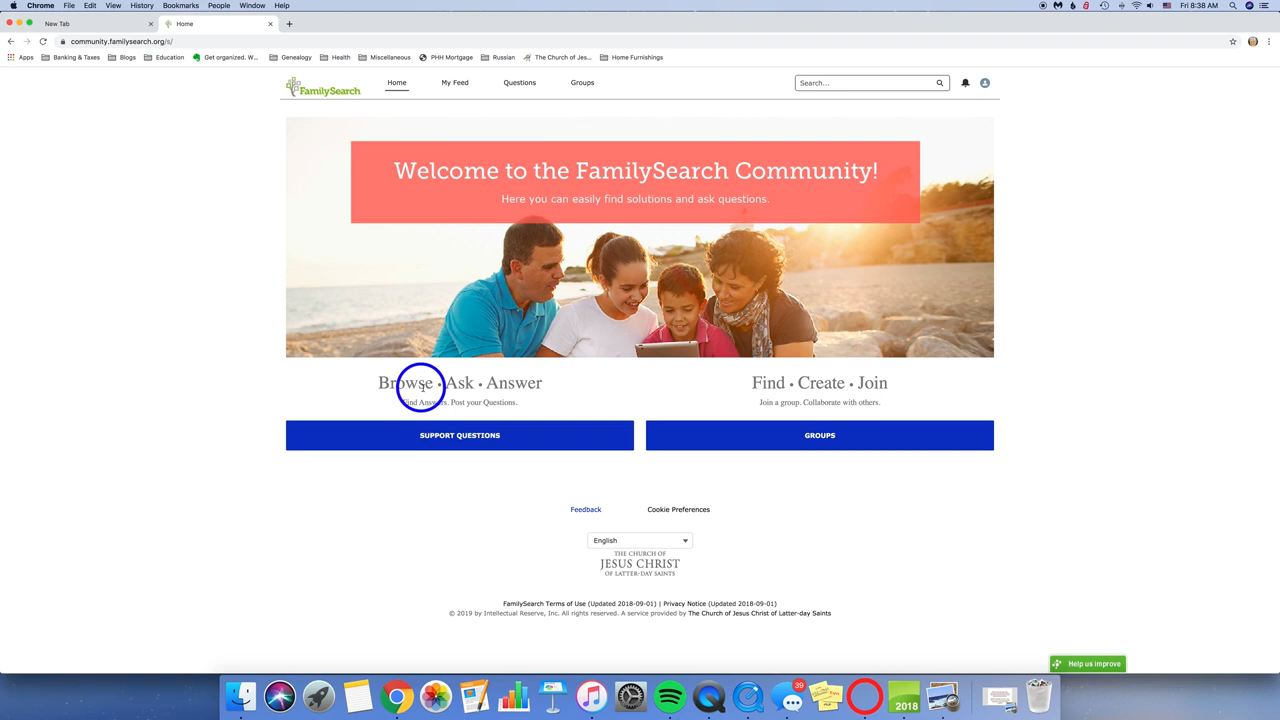 Chrome File Edit View History Bookmarks People Window Help
Fri 8:38 AM
New Tab
Home
community.familysearch.org/s/
Apps Banking & Taxes Blogs Education Get organized. W... Genealogy Health Miscellaneous PHH Mortgage Russian The Church of Jes... Home Furnishings
FamilySearch
Home My Feed Questions Groups
Search...
Welcome to the FamilySearch Community!
Here you can easily find solutions and ask questions.
Browse • Ask • Answer
Find Answers. Post your Questions.
SUPPORT QUESTIONS
Find • Create • Join
Join a group. Collaborate with others.
GROUPS
Feedback Cookie Preferences
English
THE CHURCH OF
JESUS CHRIST
OF LATTER-DAY SAINTS
FamilySearch Terms of Use (Updated 2018-09-01) | Privacy Notice (Updated 2018-09-01)
© 2019 by Intellectual Reserve, Inc. All rights reserved. A service provided by The Church of Jesus Christ of Latter-day Saints
Help us improve
39
2018